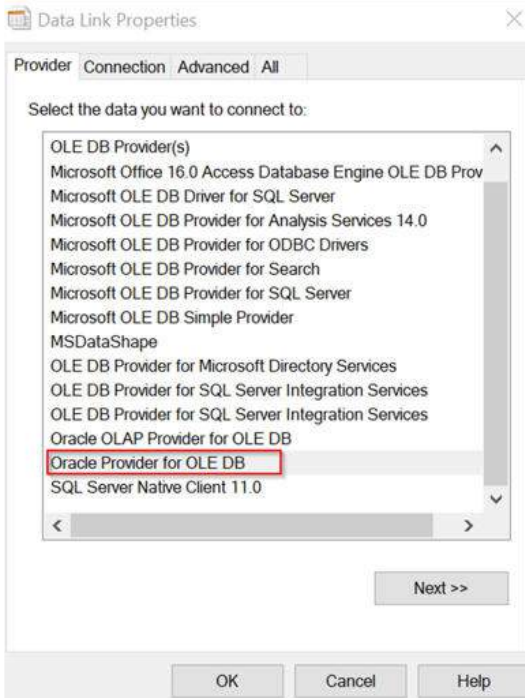 Data Link Properties
Provider Connection Advanced All
Select the data you want to connect to:
OLE DB Provider(s)
Microsoft Office 16.0 Access Database Engine OLE DB Prov
Microsoft OLE DB Driver for SQL Server
Microsoft OLE DB Provider for Analysis Services 14.0
Microsoft OLE DB Provider for ODBC Drivers
Microsoft OLE DB Provider for Search
Microsoft OLE DB Provider for SQL Server
Microsoft OLE DB Simple Provider
MSDataShape
OLE DB Provider for Microsoft Directory Services
OLE DB Provider for SQL Server Integration Services
OLE DB Provider for SQL Server Integration Services
Oracle OLAP Provider for OLE DB
Oracle Provider for OLE DB
SQL Server Native Client 11.0
Next >>
OK Cancel Help